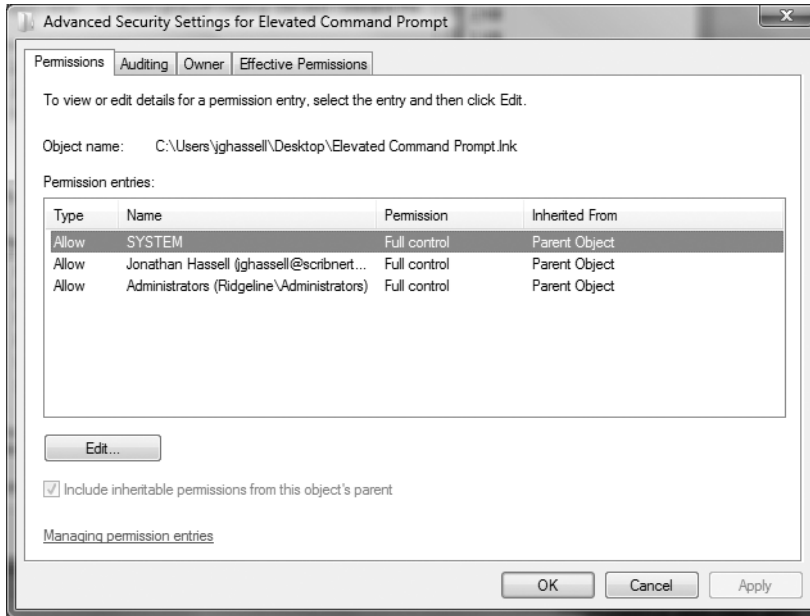 Advanced Security Settings for Elevated Command Prompt
Permissions Auditing Owner Effective Permissions
To view or edit details for a permission entry, select the entry and then click Edit.
Object name: C:\Users\jghassell\Desktop\Elevated Command Prompt.lnk
Permission entries:
Type Name Permission Inherited From
Allow SYSTEM Full control Parent Object
Allow Jonathan Hassell (jghassell@scribnert... Full control Parent Object
Allow Administrators (Ridgeline\Administrators) Full control Parent Object
Edit...
Include inheritable permissions from this object's parent
Managing permission entries
OK Cancel Apply